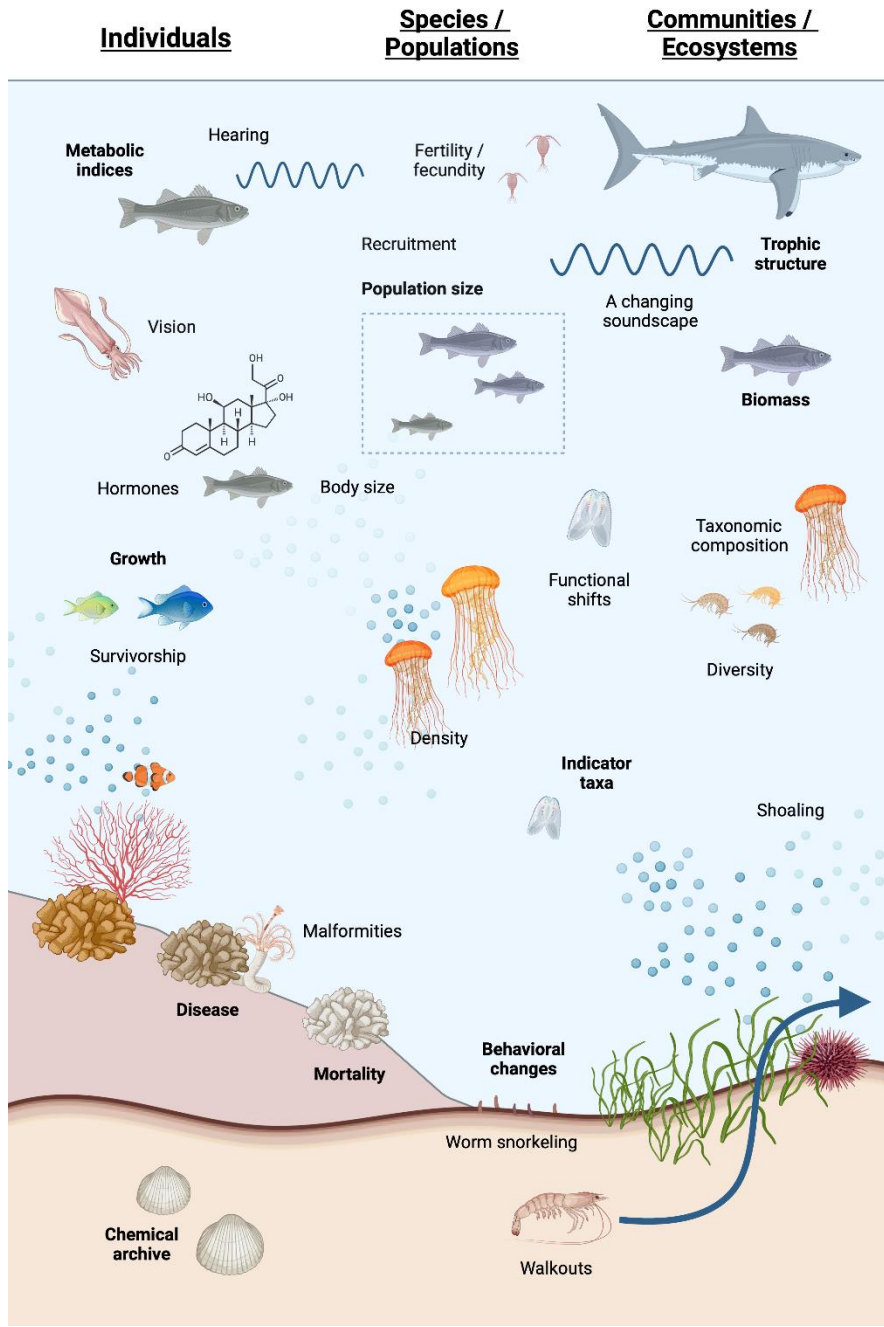 Individuals
Species /
Populations
Communities /
Ecosystems
Hearing
Metabolic
indices
Fertility /
fecundity
Recruitment
Trophic
structure
Population size
A changing
soundscape
Vision
OH
O
HO
OH
H
H
H
O
Biomass
Hormones
Body size
Taxonomic
composition
Growth
Functional
shifts
Survivorship
Diversity
Density
Indicator
taxa
Shoaling
Malformities
Disease
Behavioral
changes
Mortality
Worm snorkeling
Chemical
archive
Walkouts